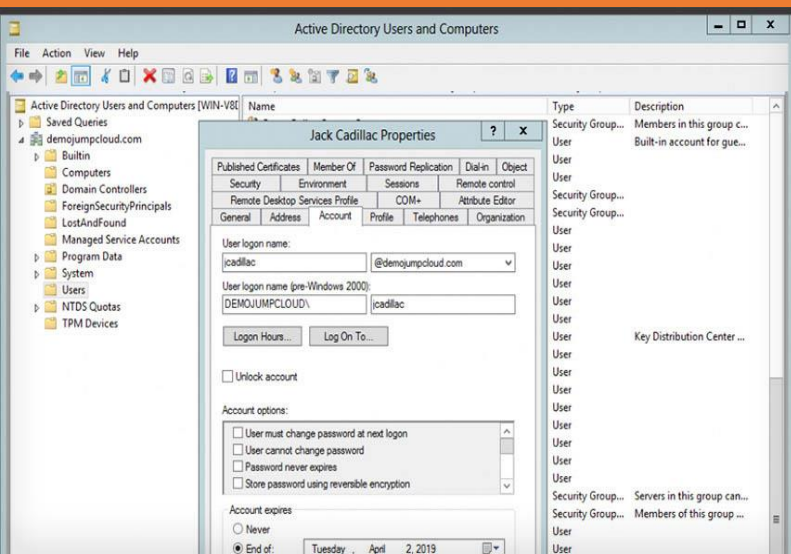 Active Directory Users and Computers
File Action View Help
Active Directory Users and Computers [WIN-V8
Saved Queries
demojumpcloud.com
Builtin
Computers
Domain Controllers
ForeignSecurityPrincipals
LostAndFound
Managed Service Accounts
Program Data
System
Users
NTDS Quotas
TPM Devices
Name Type Description
Jack Cadillac Properties ? x
Published Certificates Member Of Password Replication Dial-in Object
Security Environment Sessions Remote control
Remote Desktop Services Profile COM+ Attribute Editor
General Address Account Profile Telephones Organization
User logon name:
jcadillac @demojumpcloud.com
User logon name (pre-Windows 2000):
DEMOJUMPCLOUD\ jcadillac
Logon Hours... Log On To...
Unlock account
Account options:
User must change password at next logon
User cannot change password
Password never expires
Store password using reversible encryption
Account expires
Never
End of: Tuesday , April 2, 2019
Security Group... Members in this group c...
User Built-in account for gue...
User
User
Security Group...
Security Group...
User
User
User
User
User
User
User Key Distribution Center ...
User
User
User
User
User
User
User
User
Security Group... Servers in this group can...
Security Group... Members of this group ...
User
User